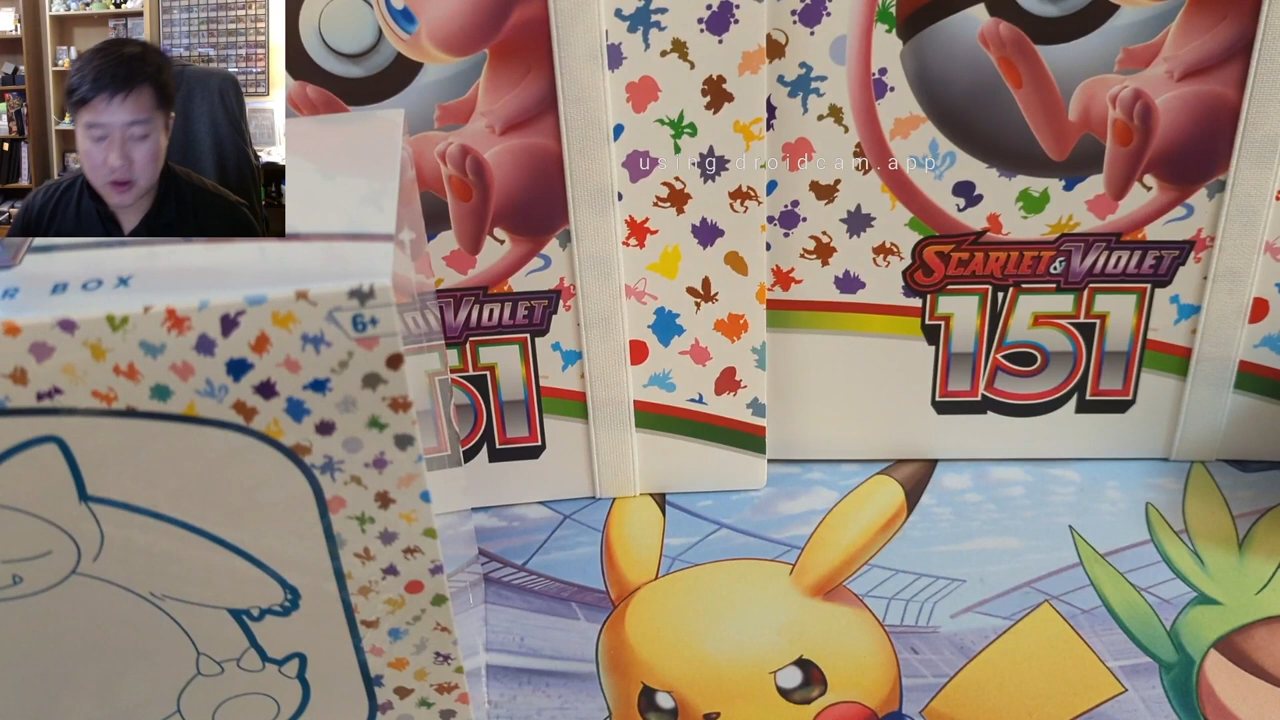 using droidcam.app
SCARLET & VIOLET
151
VIOLET
51
R BOX
6+